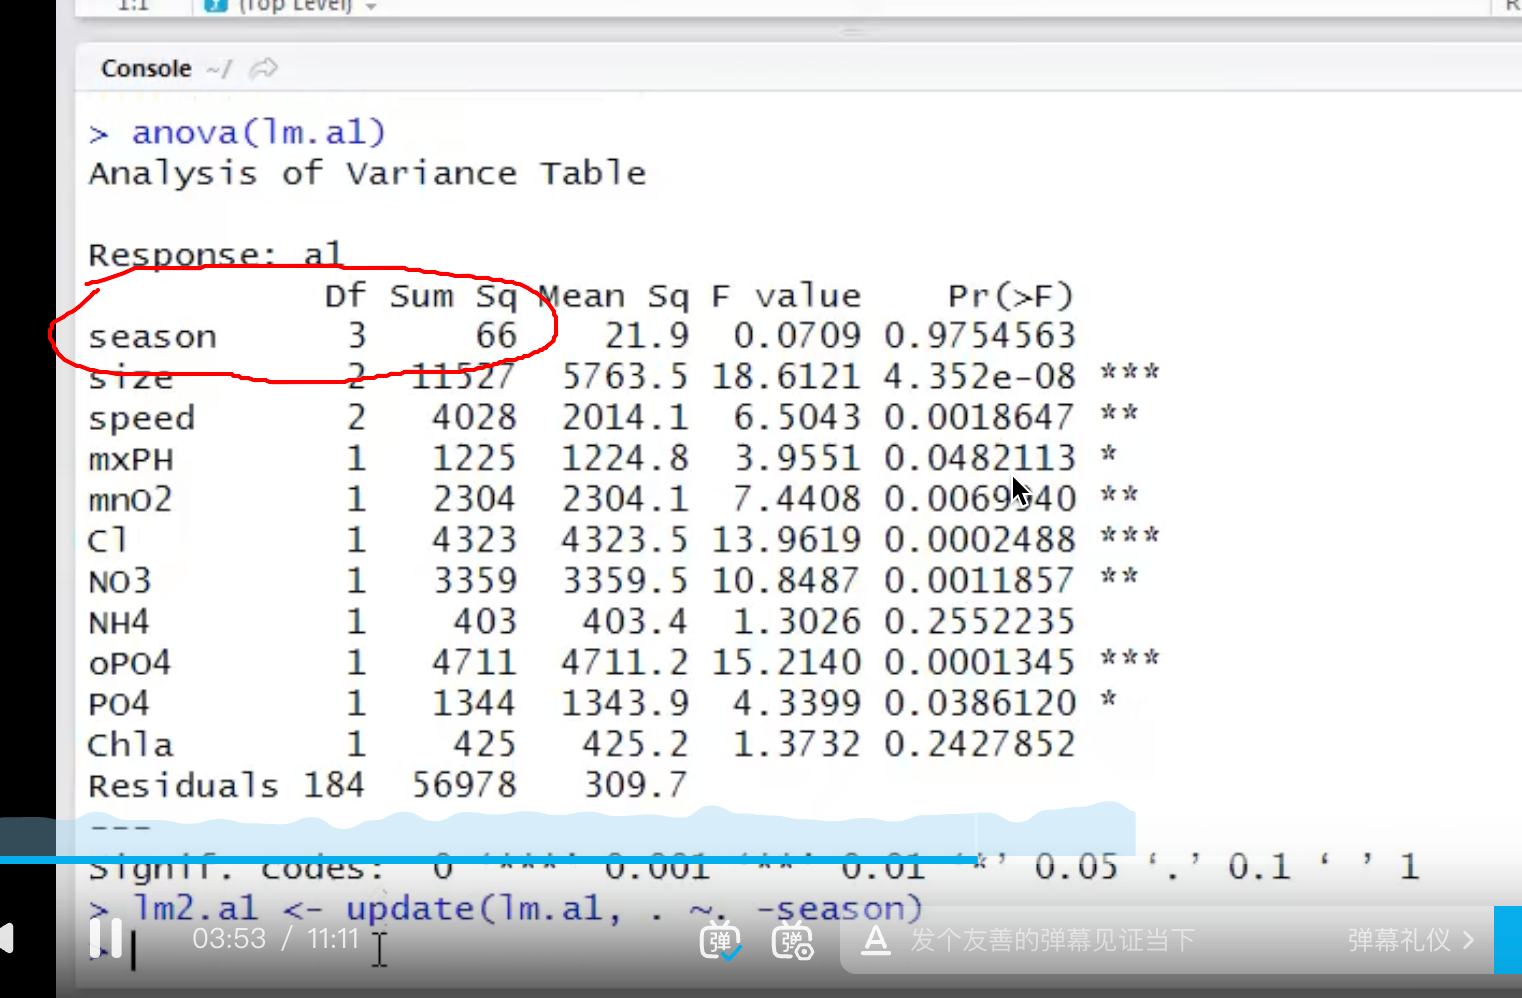 1:1 (Top Level)
Console ~/
> anova(lm.a1)
Analysis of Variance Table
Response: a1
Df Sum Sq Mean Sq F value Pr(>F)
season 3 66 21.9 0.0709 0.9754563
size 2 11527 5763.5 18.6121 4.352e-08 ***
speed 2 4028 2014.1 6.5043 0.0018647 **
mxPH 1 1225 1224.8 3.9551 0.0482113 *
mnO2 1 2304 2304.1 7.4408 **
Cl 1 4323 4323.5 13.9619 0.0002488 ***
NO3 1 3359 3359.5 10.8487 0.0011857 **
NH4 1 403 403.4 1.3026 0.2552235
oPO4 1 4711 4711.2 15.2140 0.0001345 ***
PO4 1 1344 1343.9 4.3399 0.0386120 *
Chla 1 425 425.2 1.3732 0.2427852
Residuals 184 56978 309.7
---
Signif. codes: 0 ‘***’ 0.001 ‘**’ 0.01 ‘*’ 0.05 ‘.’ 0.1 ‘ ’ 1
> lm2.a1 <- update(lm.a1, . ~. -season)
>
03:53 / 11:11 弹 弹 A 发个友善的弹幕见证当下 弹幕礼仪 >